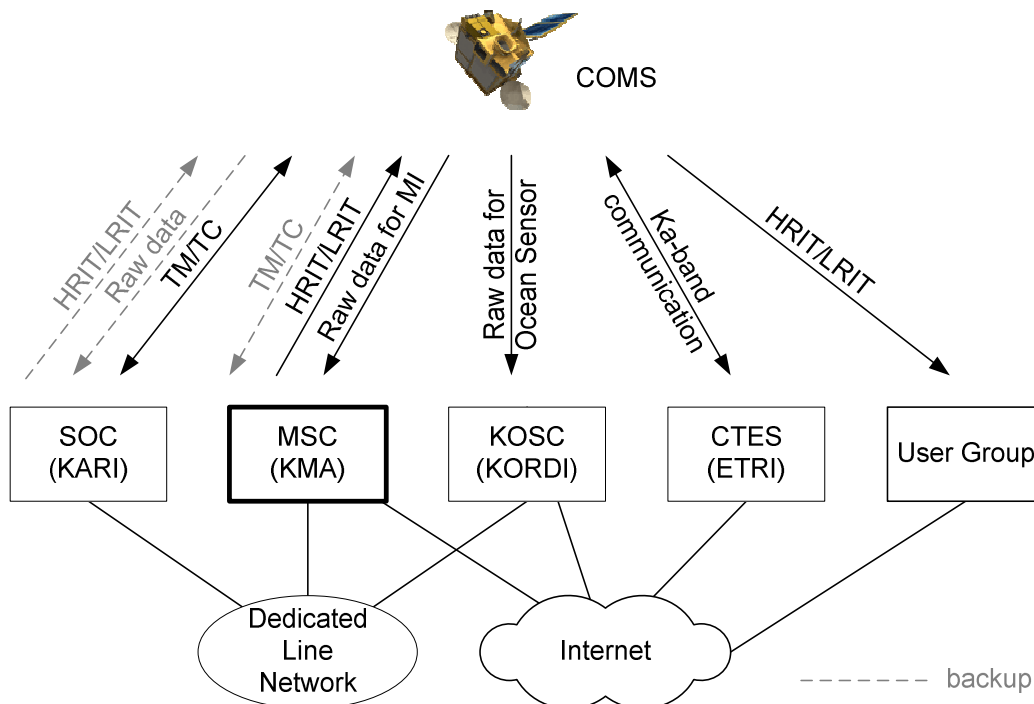 COMS
HRIT/LRIT
Raw data
TM/TC
TM/TC
HRIT/LRIT
Raw data for MI
Raw data for
Ocean Sensor
Ka-band
communication
HRIT/LRIT
SOC
(KARI)
MSC
(KMA)
KOSC
(KORDI)
CTES
(ETRI)
User Group
Dedicated
Line
Network
Internet
backup